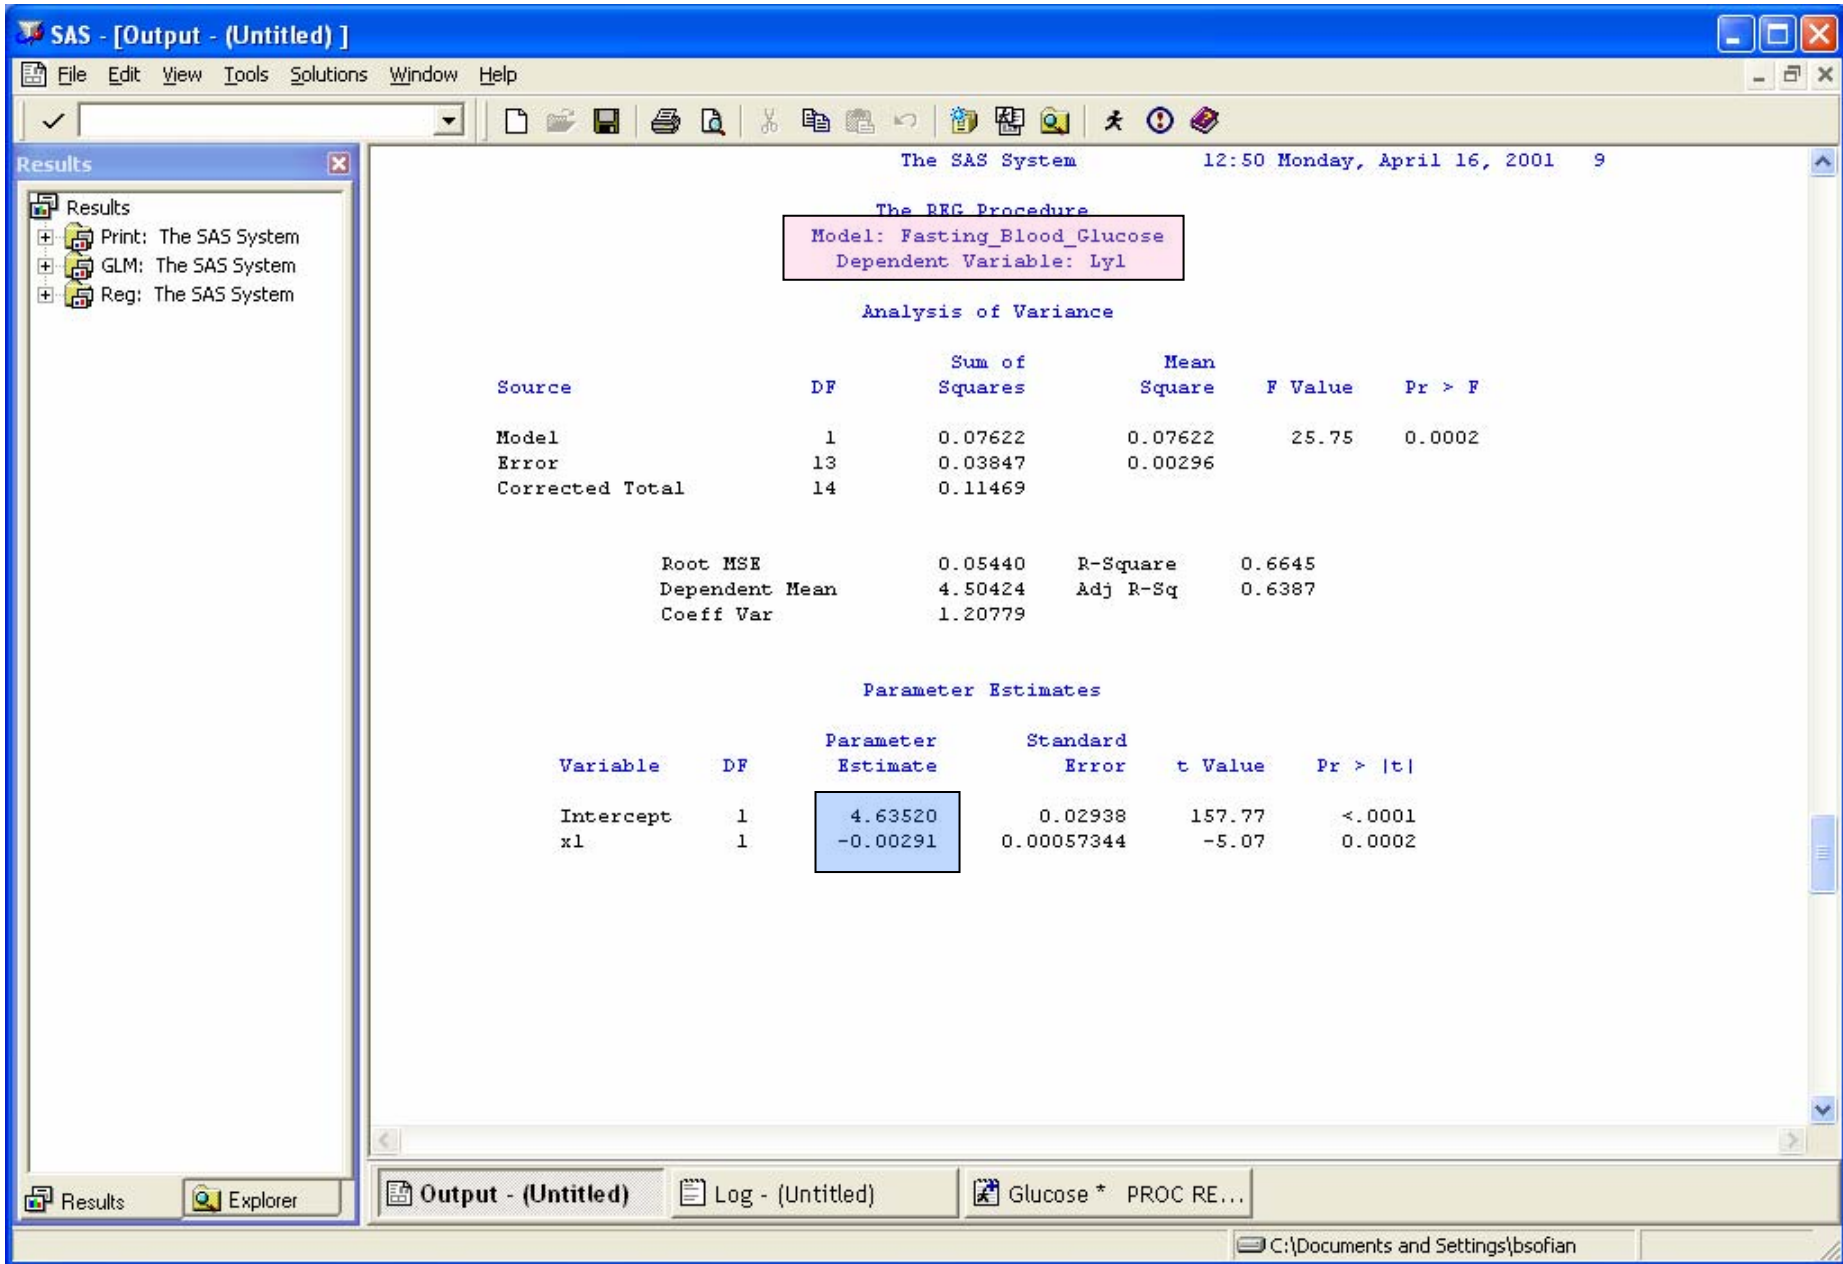 SAS - [Output - (Untitled) ]
File Edit View Tools Solutions Window Help
Results
Results
Print: The SAS System
GLM: The SAS System
Reg: The SAS System
The SAS System 12:50 Monday, April 16, 2001 9
The REG Procedure
Model: Fasting_Blood_Glucose
Dependent Variable: Ly1
Analysis of Variance
Sum of Mean
Source DF Squares Square F Value Pr > F
Model 1 0.07622 0.07622 25.75 0.0002
Error 13 0.03847 0.00296
Corrected Total 14 0.11469
Root MSE 0.05440 R-Square 0.6645
Dependent Mean 4.50424 Adj R-Sq 0.6387
Coeff Var 1.20779
Parameter Estimates
Parameter Standard
Variable DF Estimate Error t Value Pr > |t|
Intercept 1 4.63520 0.02938 157.77 <.0001
x1 1 -0.00291 0.00057344 -5.07 0.0002
Results Explorer
Output - (Untitled) Log - (Untitled) Glucose * PROC RE...
C:\Documents and Settings\bsofian